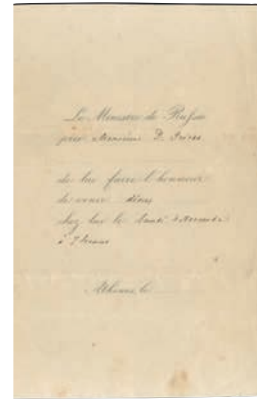 Le Ministre de Russie
prie Monsieur D.
de lui faire l'honneur
de venir dîner
chez lui le
à 7 heures
Athènes, le